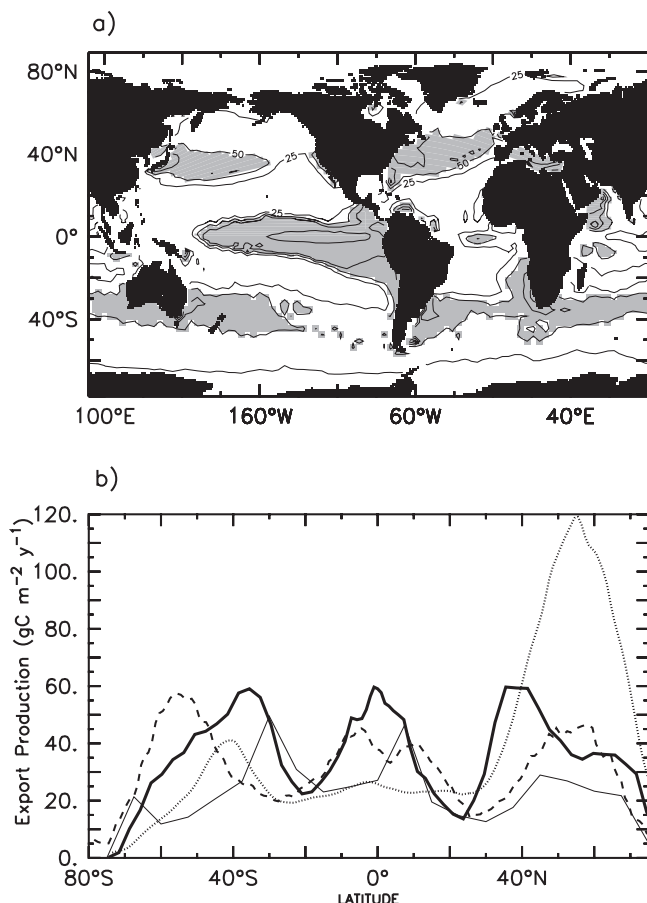 a)
80°N
40°N
0°
40°S
25
50
25
50
25
25
100°E 160°W 60°W 40°E
b)
Export Production (gC m⁻² y⁻¹)
120.
100.
80.
60.
40.
20.
0.
80°S 40°S 0° 40°N
LATITUDE